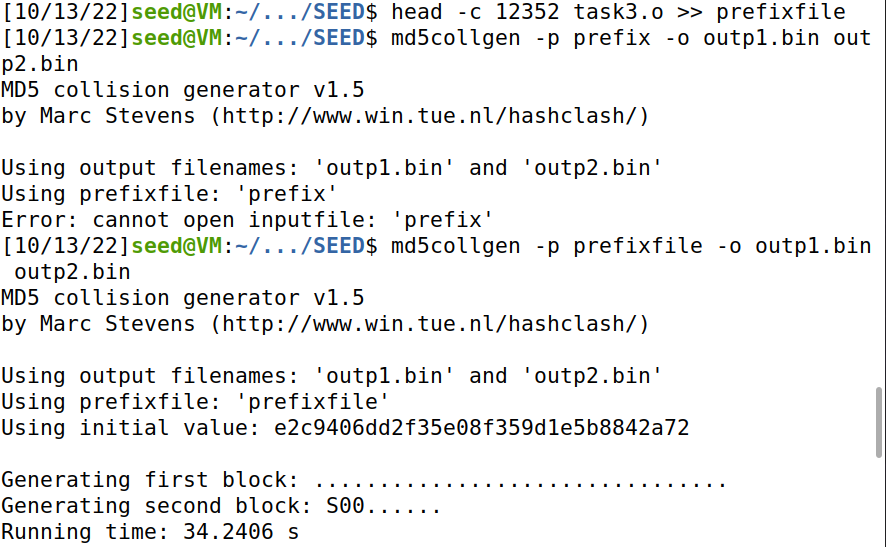 [10/13/22]seed@VM:~/.../SEED$ head -c 12352 task3.o >> prefixfile
[10/13/22]seed@VM:~/.../SEED$ md5collgen -p prefix -o outp1.bin out
p2.bin
MD5 collision generator v1.5
by Marc Stevens (http://www.win.tue.nl/hashclash/)

Using output filenames: 'outp1.bin' and 'outp2.bin'
Using prefixfile: 'prefix'
Error: cannot open inputfile: 'prefix'
[10/13/22]seed@VM:~/.../SEED$ md5collgen -p prefixfile -o outp1.bin
 outp2.bin
MD5 collision generator v1.5
by Marc Stevens (http://www.win.tue.nl/hashclash/)

Using output filenames: 'outp1.bin' and 'outp2.bin'
Using prefixfile: 'prefixfile'
Using initial value: e2c9406dd2f35e08f359d1e5b8842a72

Generating first block: ................................
Generating second block: S00......
Running time: 34.2406 s